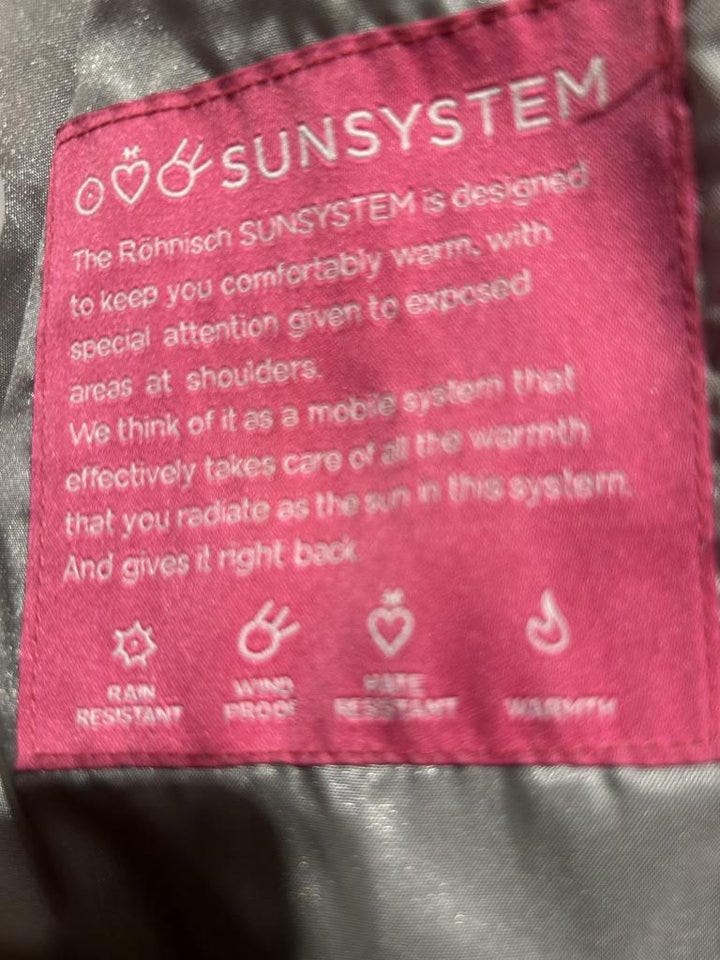 SUNSYSTEM
The Röhnisch SUNSYSTEM is designed
to keep you comfortably warm, with
special attention given to exposed
areas at shoulders.
We think of it as a mobile system that
effectively takes care of all the warmth
that you radiate as the sun in this system.
And gives it right back.
RAIN WIND HATE
RESISTANT PROOF RESISTANT WARMTH